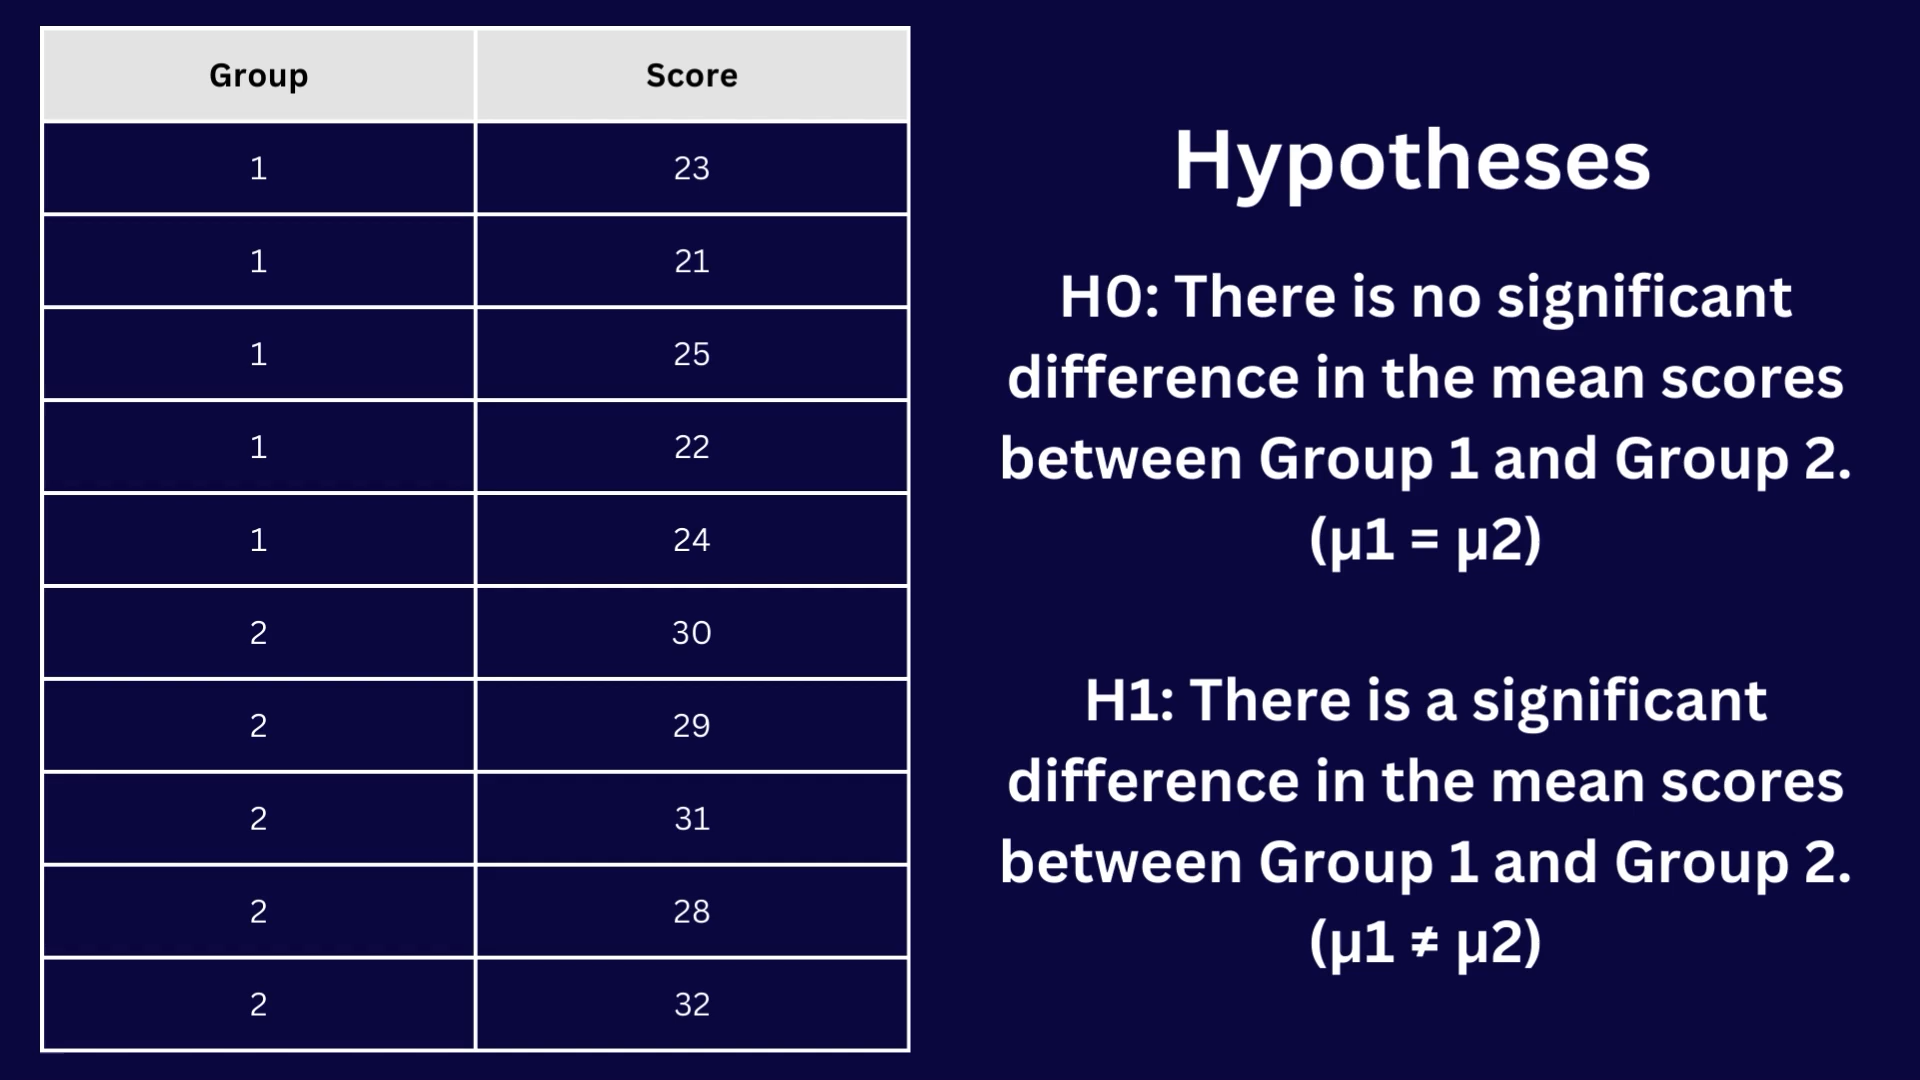 Group Score
1 23
1 21
1 25
1 22
1 24
2 30
2 29
2 31
2 28
2 32
Hypotheses
H0: There is no significant
difference in the mean scores
between Group 1 and Group 2.
(μ1 = μ2)
H1: There is a significant
difference in the mean scores
between Group 1 and Group 2.
(μ1 ≠ μ2)